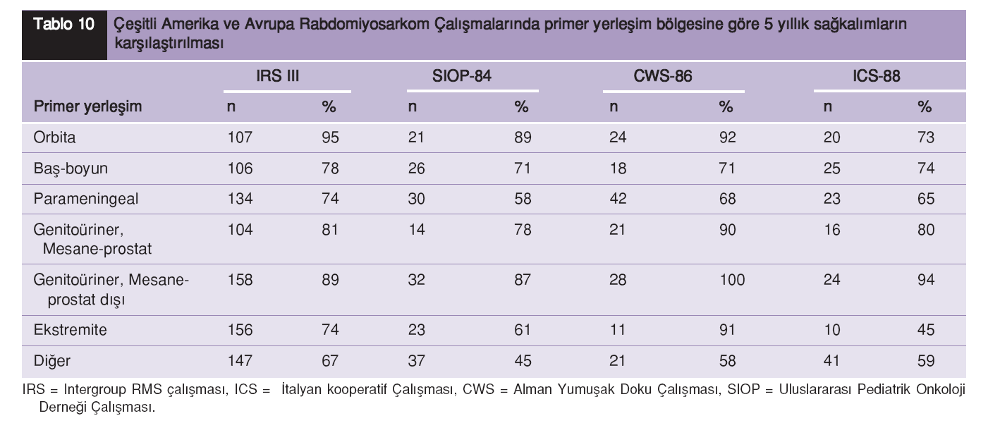 Tablo 10 Çeşitli Amerika ve Avrupa Rabdomiyosarkom Çalışmalarında primer yerleşim bölgesine göre 5 yıllık sağkalımların
karşılaştırılması
IRS III SIOP-84 CWS-86 ICS-88
Primer yerleşim n % n % n % n %
Orbita 107 95 21 89 24 92 20 73
Baş-boyun 106 78 26 71 18 71 25 74
Parameningeal 134 74 30 58 42 68 23 65
Genitoüriner, 104 81 14 78 21 90 16 80
Mesane-prostat
Genitoüriner, Mesane- 158 89 32 87 28 100 24 94
prostat dışı
Ekstremite 156 74 23 61 11 91 10 45
Diğer 147 67 37 45 21 58 41 59
IRS = Intergroup RMS çalışması, ICS = İtalyan kooperatif Çalışması, CWS = Alman Yumuşak Doku Çalışması, SIOP = Uluslararası Pediatrik Onkoloji
Derneği Çalışması.